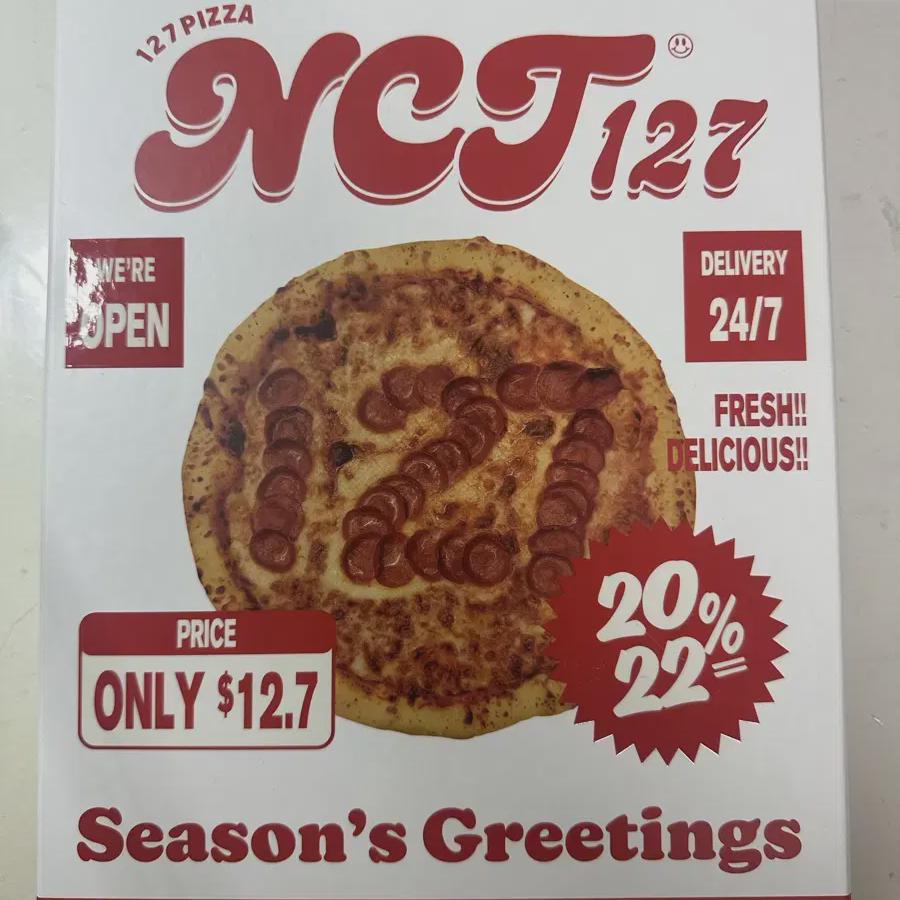 127 PIZZA
NCT 127
WE'RE
OPEN
DELIVERY
24/7
FRESH!!
DELICIOUS!!
127
20%
22
PRICE
ONLY $12.7
Season's Greetings